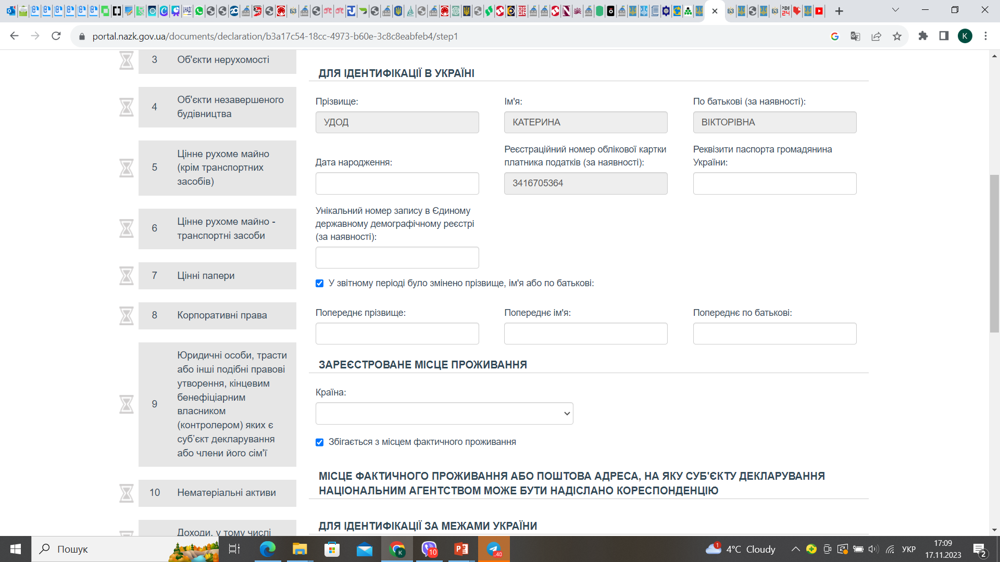 portal.nazk.gov.ua/documents/declaration/b3a17c54-18cc-4973-b60e-3c8c8eabfeb4/step1
K
3 Об'єкти нерухомості
4 Об'єкти незавершеного
будівництва
5 Цінне рухоме майно
(крім транспортних
засобів)
6 Цінне рухоме майно -
транспортні засоби
7 Цінні папери
8 Корпоративні права
9 Юридичні особи, трасти
або інші подібні правові
утворення, кінцевим
бенефіціарним
власником
(контролером) яких є
суб’єкт декларування
або члени його сім'ї
10 Нематеріальні активи
Доходи, у тому числі
ДЛЯ ІДЕНТИФІКАЦІЇ В УКРАЇНІ
Прізвище: Ім'я: По батькові (за наявності):
УДОД КАТЕРИНА ВІКТОРІВНА
Дата народження:
Реєстраційний номер облікової картки
платника податків (за наявності):
3416705364
Реквізити паспорта громадянина
України:
Унікальний номер запису в Єдиному
державному демографічному реєстрі
(за наявності):
У звітному періоді було змінено прізвище, ім'я або по батькові:
Попереднє прізвище: Попереднє ім'я: Попереднє по батькові:
ЗАРЕЄСТРОВАНЕ МІСЦЕ ПРОЖИВАННЯ
Країна:
Збігається з місцем фактичного проживання
МІСЦЕ ФАКТИЧНОГО ПРОЖИВАННЯ АБО ПОШТОВА АДРЕСА, НА ЯКУ СУБ'ЄКТУ ДЕКЛАРУВАННЯ
НАЦІОНАЛЬНИМ АГЕНТСТВОМ МОЖЕ БУТИ НАДІСЛАНО КОРЕСПОНДЕНЦІЮ
ДЛЯ ІДЕНТИФІКАЦІЇ ЗА МЕЖАМИ УКРАЇНИ
Пошук
K
10
..40
1
4°C Cloudy
УКР
17:09
17.11.2023
2